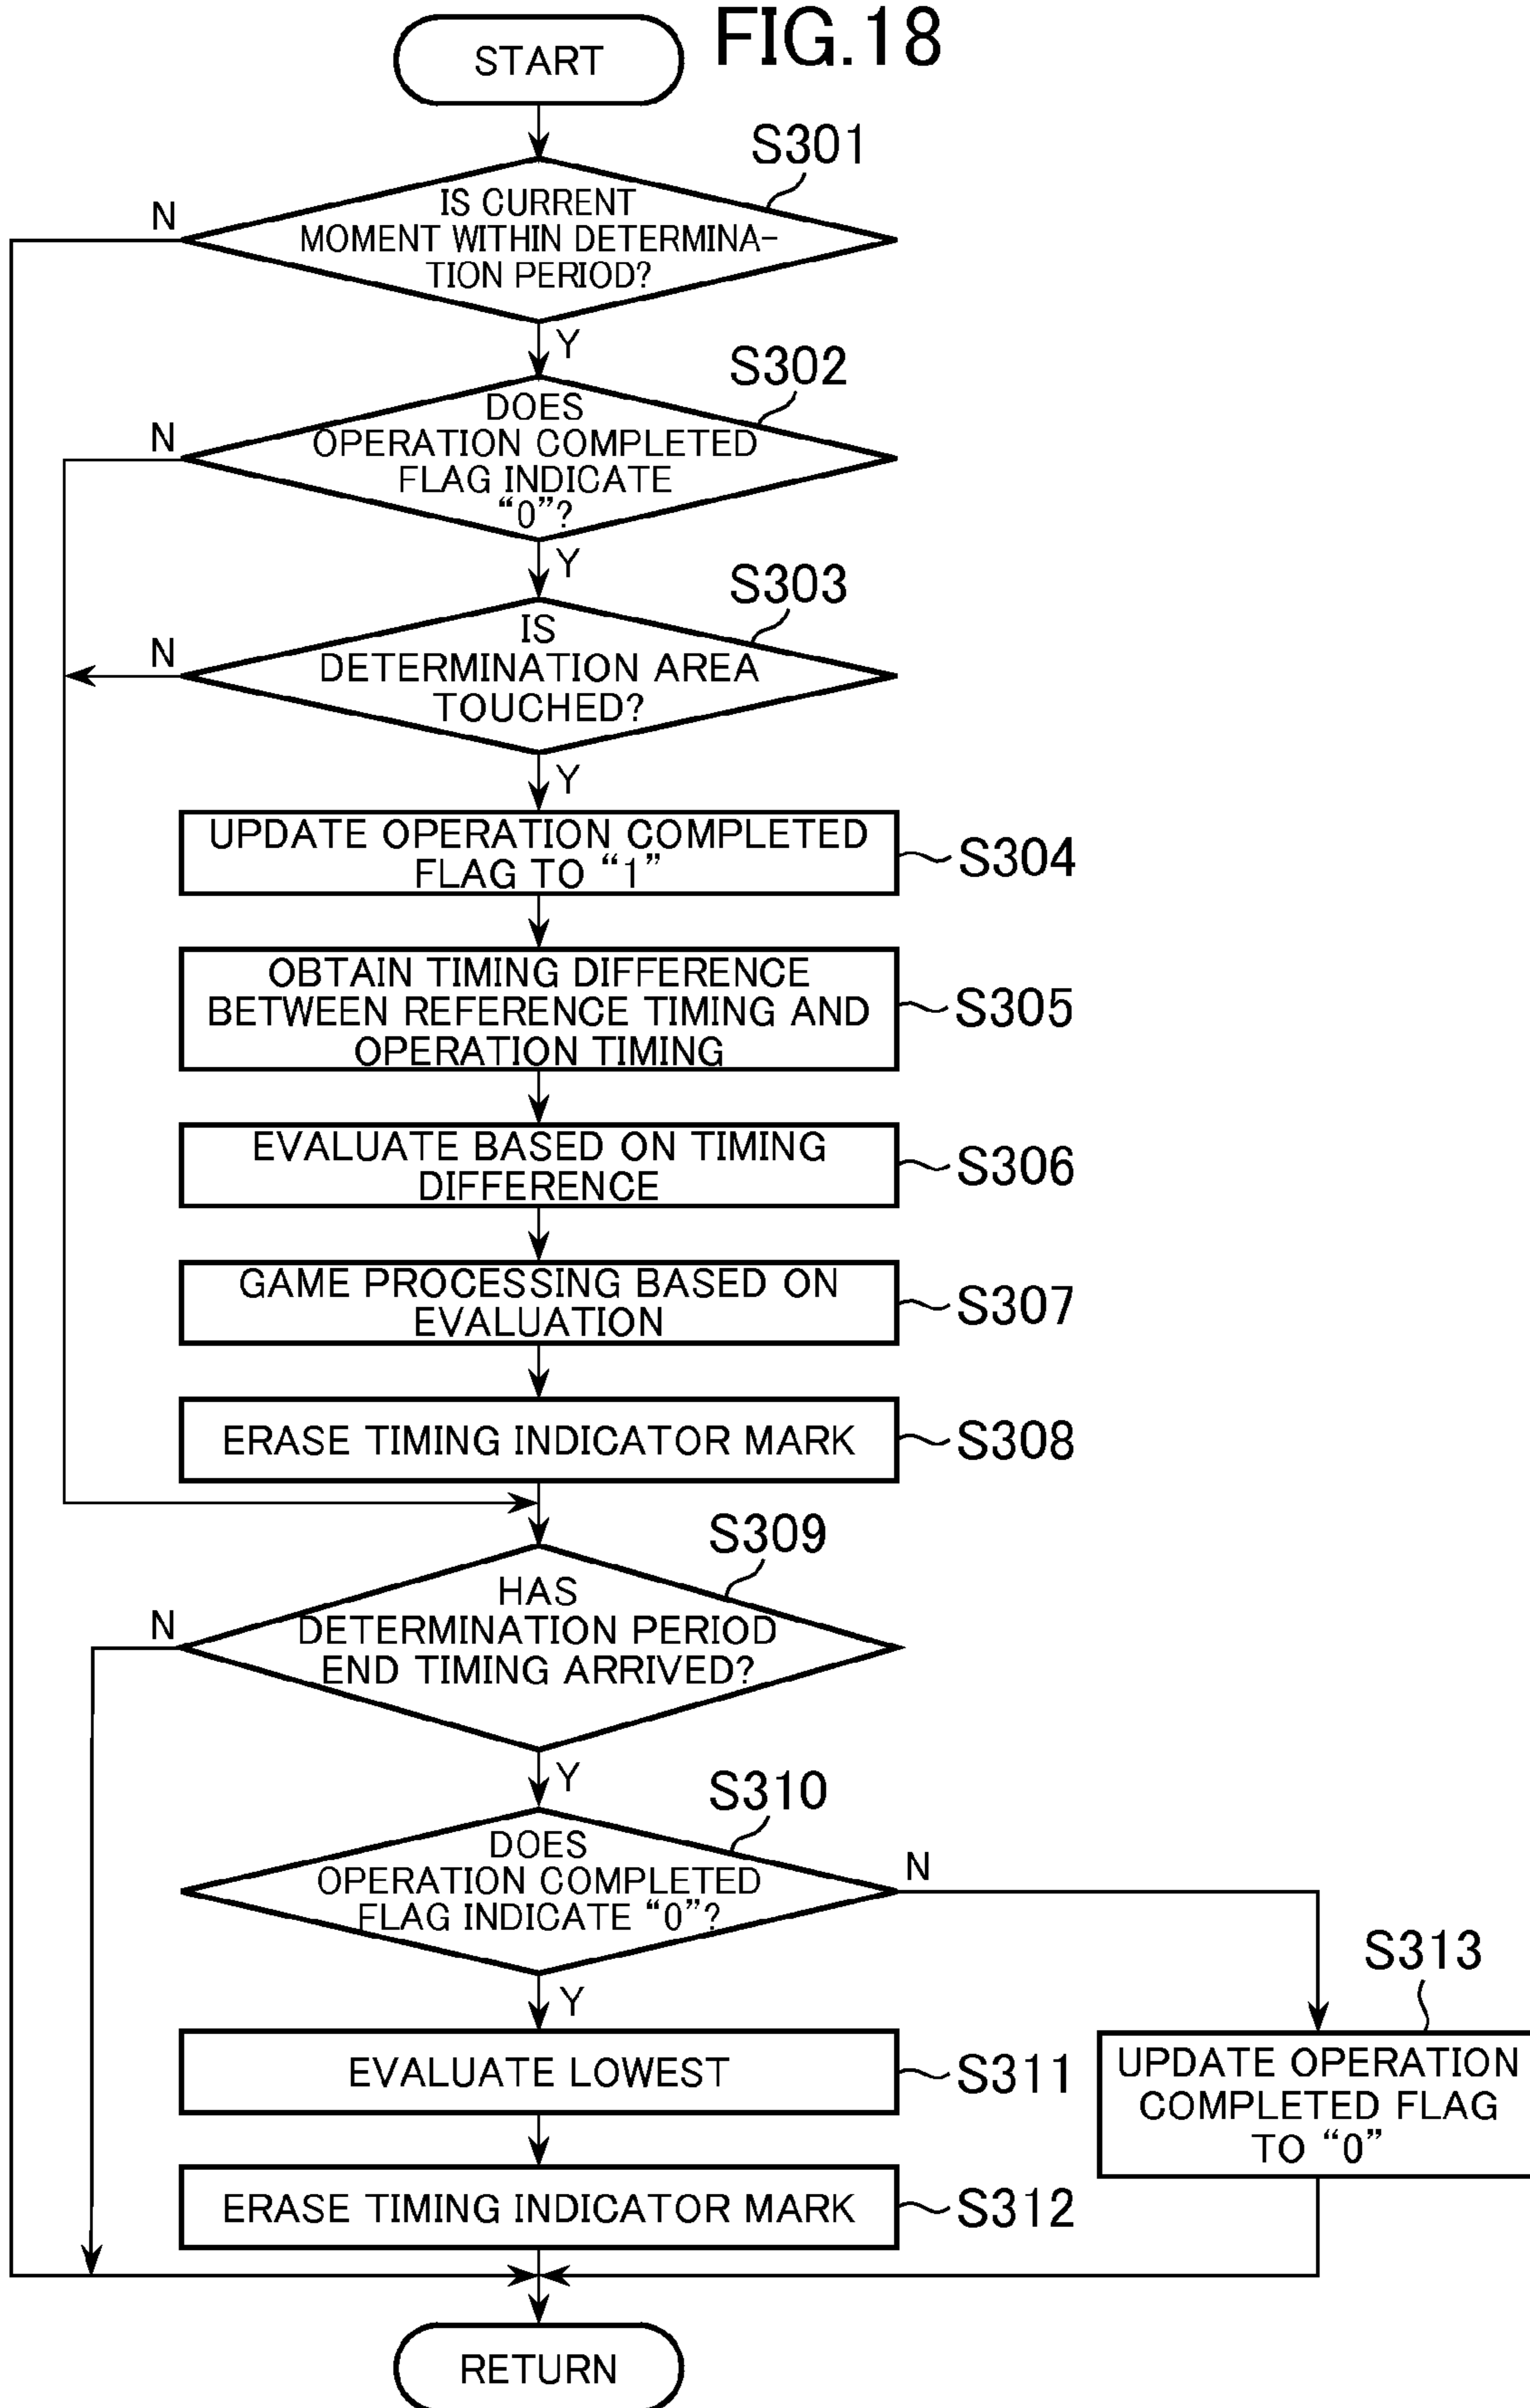 FIG.18
START
S301
IS CURRENT
MOMENT WITHIN DETERMINA-
TION PERIOD?
N
Y
S302
DOES
OPERATION COMPLETED
FLAG INDICATE
“0”?
N
Y
S303
IS
DETERMINATION AREA
TOUCHED?
N
Y
UPDATE OPERATION COMPLETED
FLAG TO “1”
S304
OBTAIN TIMING DIFFERENCE
BETWEEN REFERENCE TIMING AND
OPERATION TIMING
S305
EVALUATE BASED ON TIMING
DIFFERENCE
S306
GAME PROCESSING BASED ON
EVALUATION
S307
ERASE TIMING INDICATOR MARK
S308
S309
HAS
DETERMINATION PERIOD
END TIMING ARRIVED?
N
Y
S310
DOES
OPERATION COMPLETED
FLAG INDICATE “0”?
N
Y
S313
UPDATE OPERATION
COMPLETED FLAG
TO “0”
EVALUATE LOWEST
S311
ERASE TIMING INDICATOR MARK
S312
RETURN